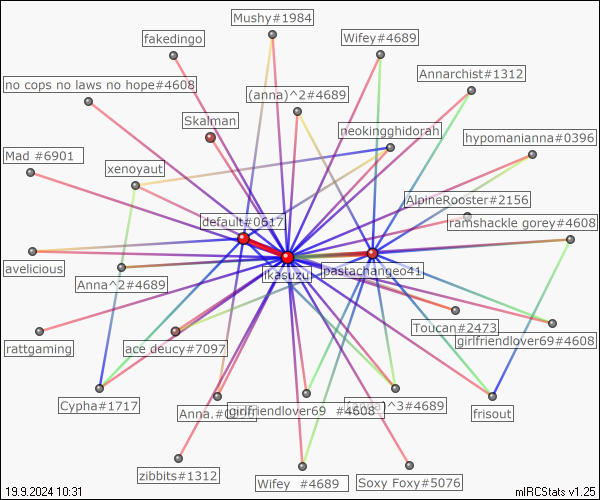 Mushy#1984
fakedingo
Wifey#4689
Annarchist#1312
no cops no laws no hope#4608
(anna)^2#4689
Skalman
neokingghidorah
hypomanianna#0396
Mad #6901
xenoyaut
AlpineRooster#2156
default#0617
ramshackle gorey#4608
avelicious
Anna^2#4689
kasuzu
pastachangeo41
rattgaming
ace deucy#7097
Toucan#2473
girlfriendlover69#4608
Cypha#1717
Anna.
girlfriendlover69 #4608
)^3#4689
frisout
zibbits#1312
Wifey #4689
Soxy Foxy#5076
19.9.2024 10:31
mIRCStats v1.25